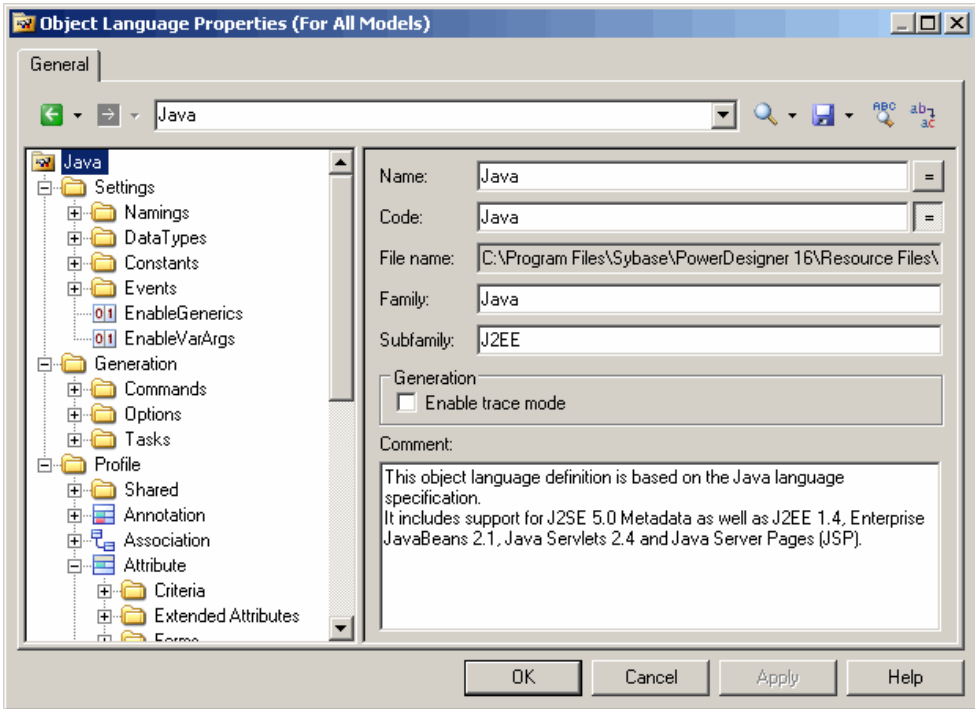 Object Language Properties (For All Models)
General
Java
ABC
ab
ac
Java
Settings
Namings
DataTypes
Constants
Events
0 1 EnableGenerics
0 1 EnableVarArgs
Generation
Commands
Options
Tasks
Profile
Shared
Annotation
Association
Attribute
Criteria
Extended Attributes
Forms
Name: Java =
Code: Java =
File name: C:\Program Files\Sybase\PowerDesigner 16\Resource Files\
Family: Java
Subfamily: J2EE
Generation
Enable trace mode
Comment:
This object language definition is based on the Java language
specification.
It includes support for J2SE 5.0 Metadata as well as J2EE 1.4, Enterprise
JavaBeans 2.1, Java Servlets 2.4 and Java Server Pages (JSP).
OK Cancel Apply Help